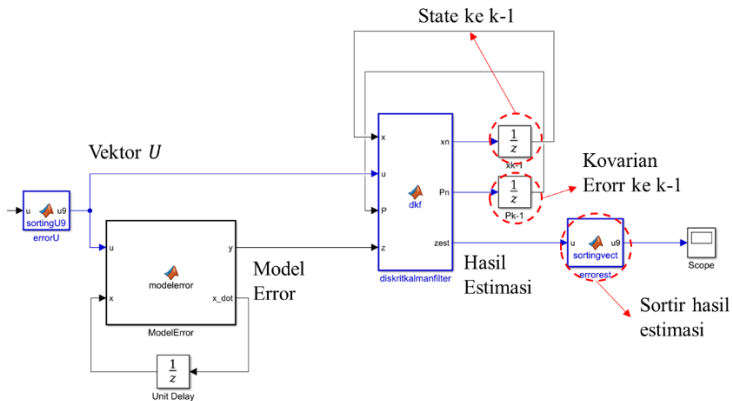 State ke k-1
Vektor U
u
sortingU9
u9
errorU
u
x
modelerror
y
x_dot
ModelError
1
z
Unit Delay
Model
Error
x
u
P
z
dkf
xn
Pn
zest
diskritkalmanfilter
1
z
xk-1
1
z
Pk-1
Kovarian
Erorr ke k-1
Hasil
Estimasi
u
sortingvect
u9
errorest
Scope
Sortir hasil
estimasi